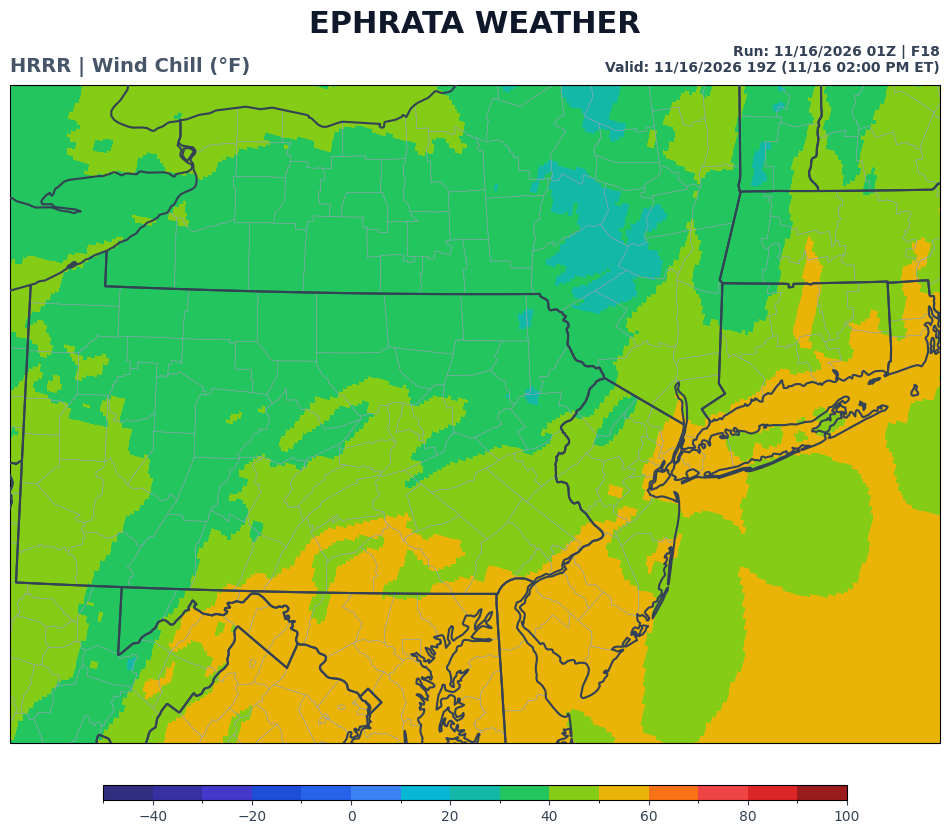 EPHRATA WEATHER
HRRR | Wind Chill (°F)
Run: 11/16/2026 01Z | F18
Valid: 11/16/2026 19Z (11/16 02:00 PM ET)
−40 −20 0 20 40 60 80 100